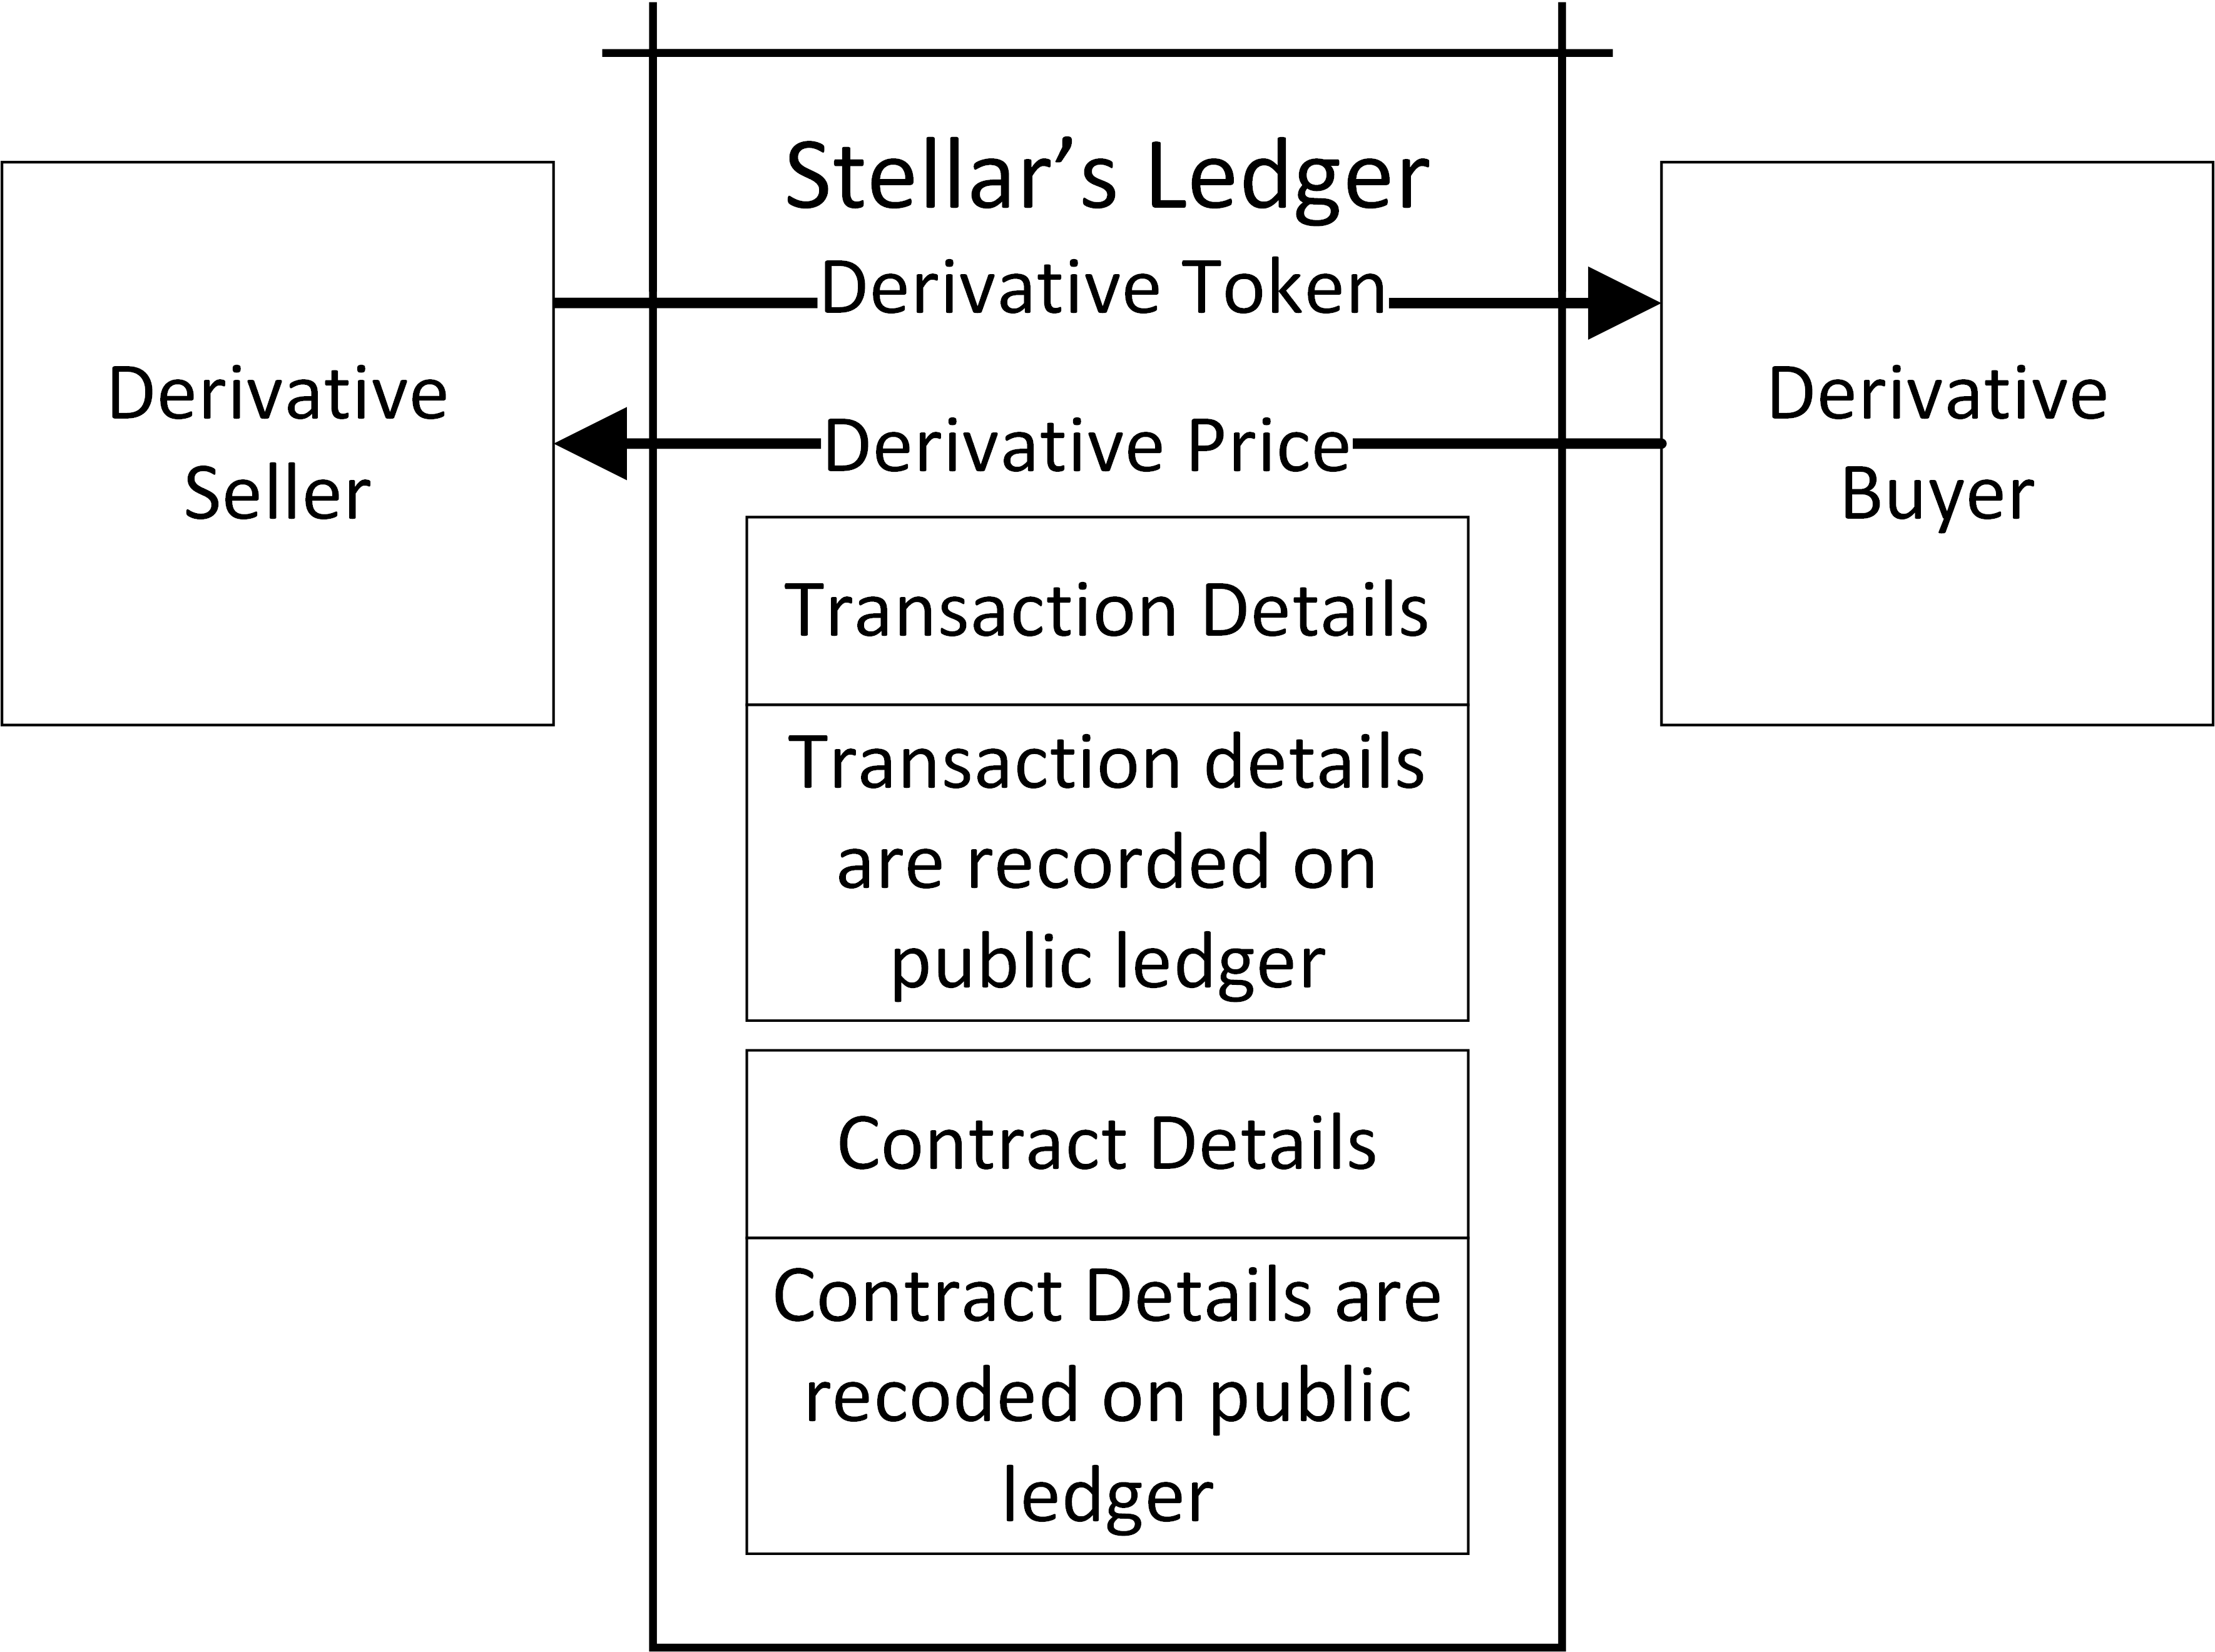 Stellar’s Ledger
Derivative Token
Derivative
Seller
Derivative Price
Derivative
Buyer
Transaction Details
Transaction details
are recorded on
public ledger
Contract Details
Contract Details are
recoded on public
ledger